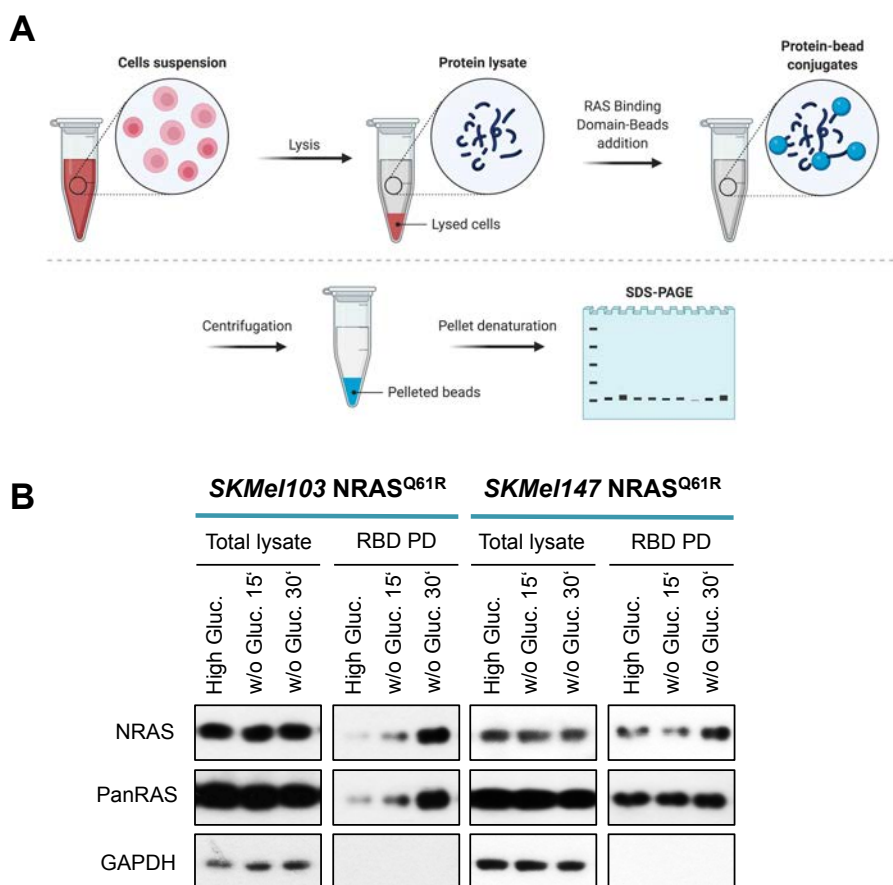 A
Cells suspension
Protein lysate
Protein-bead
conjugates
Lysis
RAS Binding
Domain-Beads
addition
Lysed cells
Centrifugation
Pellet denaturation
SDS-PAGE
Pelleted beads
B
SKMel103 NRASQ61R
SKMel147 NRASQ61R
Total lysate
RBD PD
Total lysate
RBD PD
High Gluc.
w/o Gluc. 15‘
w/o Gluc. 30‘
High Gluc.
w/o Gluc. 15‘
w/o Gluc. 30‘
High Gluc.
w/o Gluc. 15‘
w/o Gluc. 30‘
High Gluc.
w/o Gluc. 15‘
w/o Gluc. 30‘
NRAS
PanRAS
GAPDH